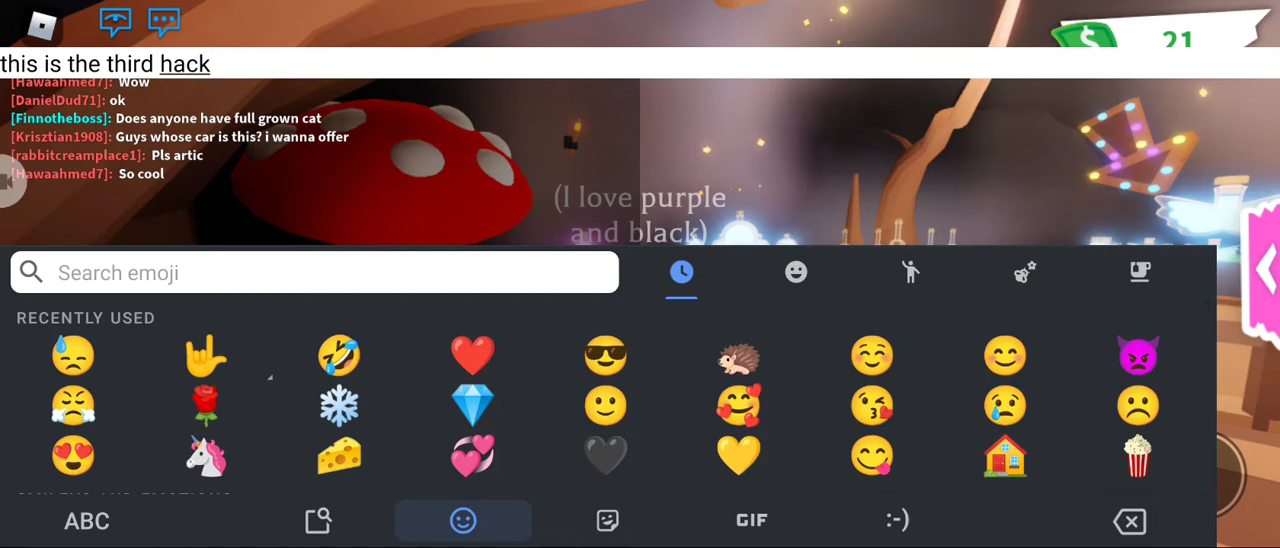 21
this is the third hack
[Hawaahmed7]: Wow
[DanielDud71]: ok
[Finnotheboss]: Does anyone have full grown cat
[Krisztian1908]: Guys whose car is this? i wanna offer
[rabbitcreamplace1]: Pls artic
[Hawaahmed7]: So cool
(I love purple
and black)
Search emoji
RECENTLY USED
ABC
GIF
:-)